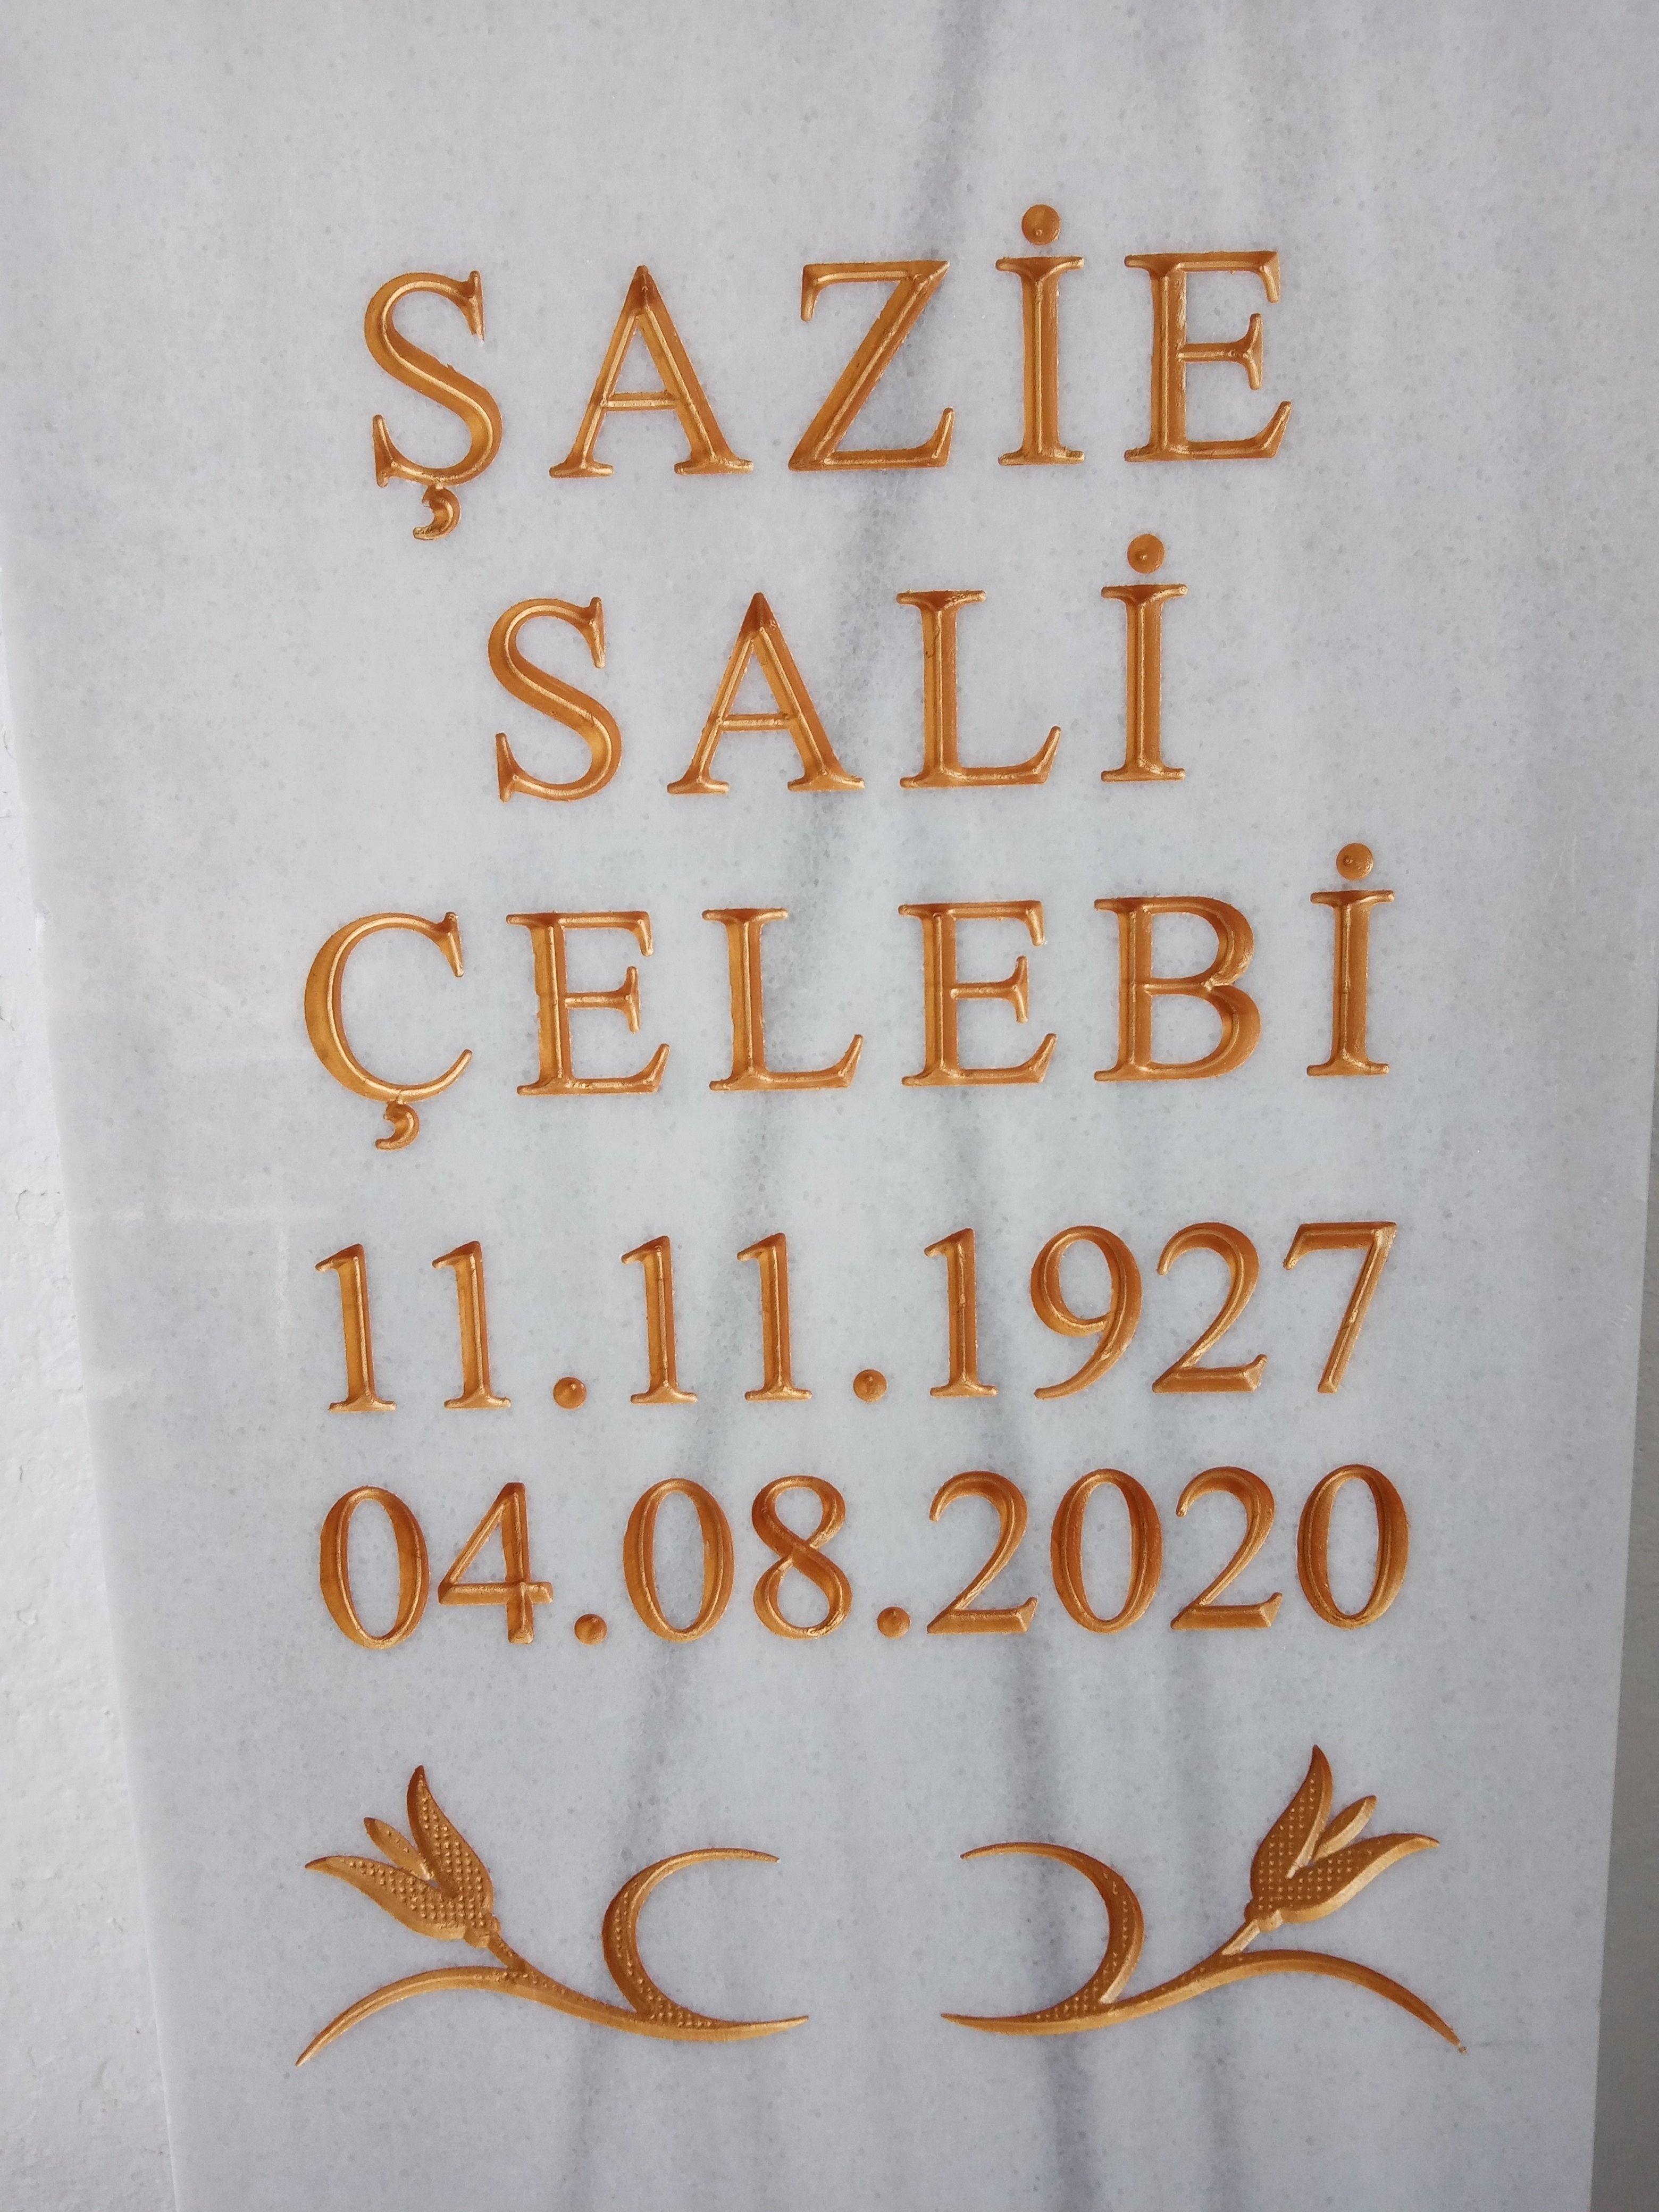 ŞAZİE
SALİ
ÇELEBİ
11.11.1927
04.08.2020